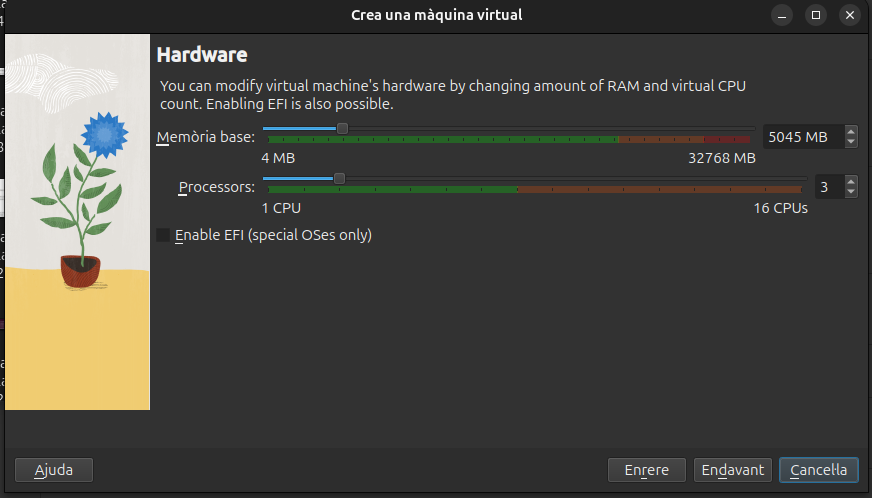 Crea una màquina virtual
Hardware
You can modify virtual machine's hardware by changing amount of RAM and virtual CPU
count. Enabling EFI is also possible.
Memòria base:
5045 MB
4 MB
32768 MB
Processors:
3
1 CPU
16 CPUs
Enable EFI (special OSes only)
Ajuda
Enrere
Endavant
Cancel·la